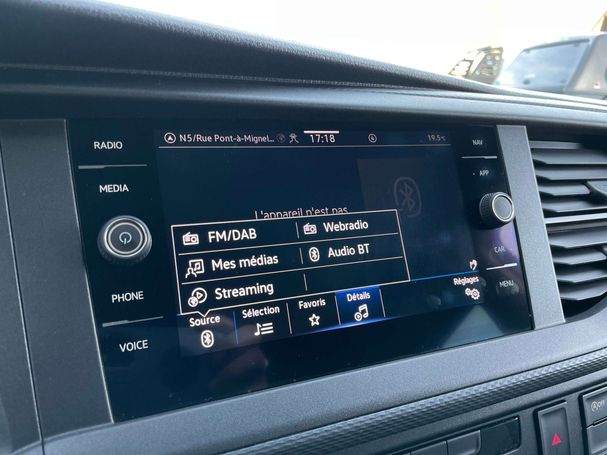 RADIO
MEDIA
PHONE
VOICE
N5/Rue Pont-à-Mignel... 17:18 19.5°C
L'appareil n'est pas
FM/DAB Webradio
Mes médias Audio BT
Streaming
Source Sélection Favoris Détails Réglages
NAV
APP
CAR
MENU
OFF